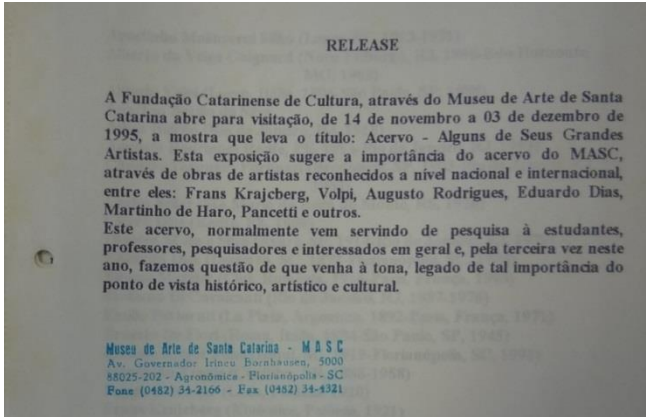 RELEASE
A Fundação Catarinense de Cultura, através do Museu de Arte de Santa
Catarina abre para visitação, de 14 de novembro a 03 de dezembro de
1995, a mostra que leva o título: Acervo - Alguns de Seus Grandes
Artistas. Esta exposição sugere a importância do acervo do MASC,
através de obras de artistas reconhecidos a nível nacional e internacional,
entre eles: Frans Krajcberg, Volpi, Augusto Rodrigues, Eduardo Dias,
Martinho de Haro, Pancetti e outros.
Este acervo, normalmente vem servindo de pesquisa à estudantes,
professores, pesquisadores e interessados em geral e, pela terceira vez neste
ano, fazemos questão de que venha à tona, legado de tal importância do
ponto de vista histórico, artístico e cultural.
Museu de Arte de Santa Catarina - MASC
Av. Governador Irineu Bornhausen, 5000
88025-202 - Agronômica - Florianópolis - SC
Fone (0482) 34-2166 - Fax (0482) 34-4321